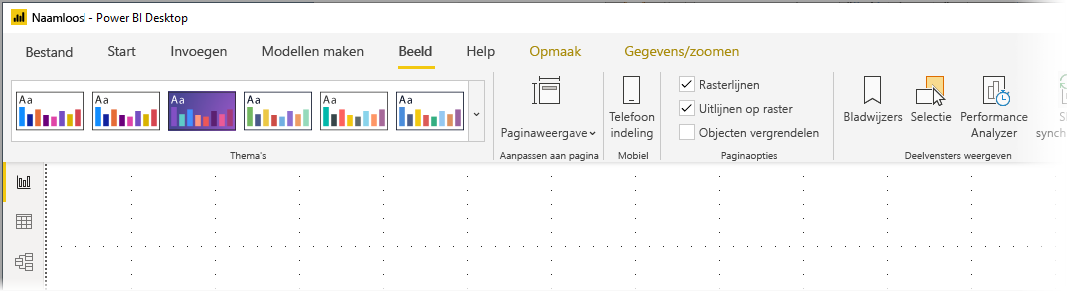 Naamloos - Power BI Desktop
Bestand Start Invoegen Modellen maken Beeld Help Opmaak Gegevens/zoomen
Aa Aa Aa Aa Aa Aa
Paginaweergave
Telefoon
indeling
Rasterlijnen
Uitlijnen op raster
Objecten vergrendelen
Bladwijzers
Selectie
Performance
Analyzer
synch
Thema's
Aanpassen aan pagina
Mobiel
Paginaopties
Deelvensters weergeven